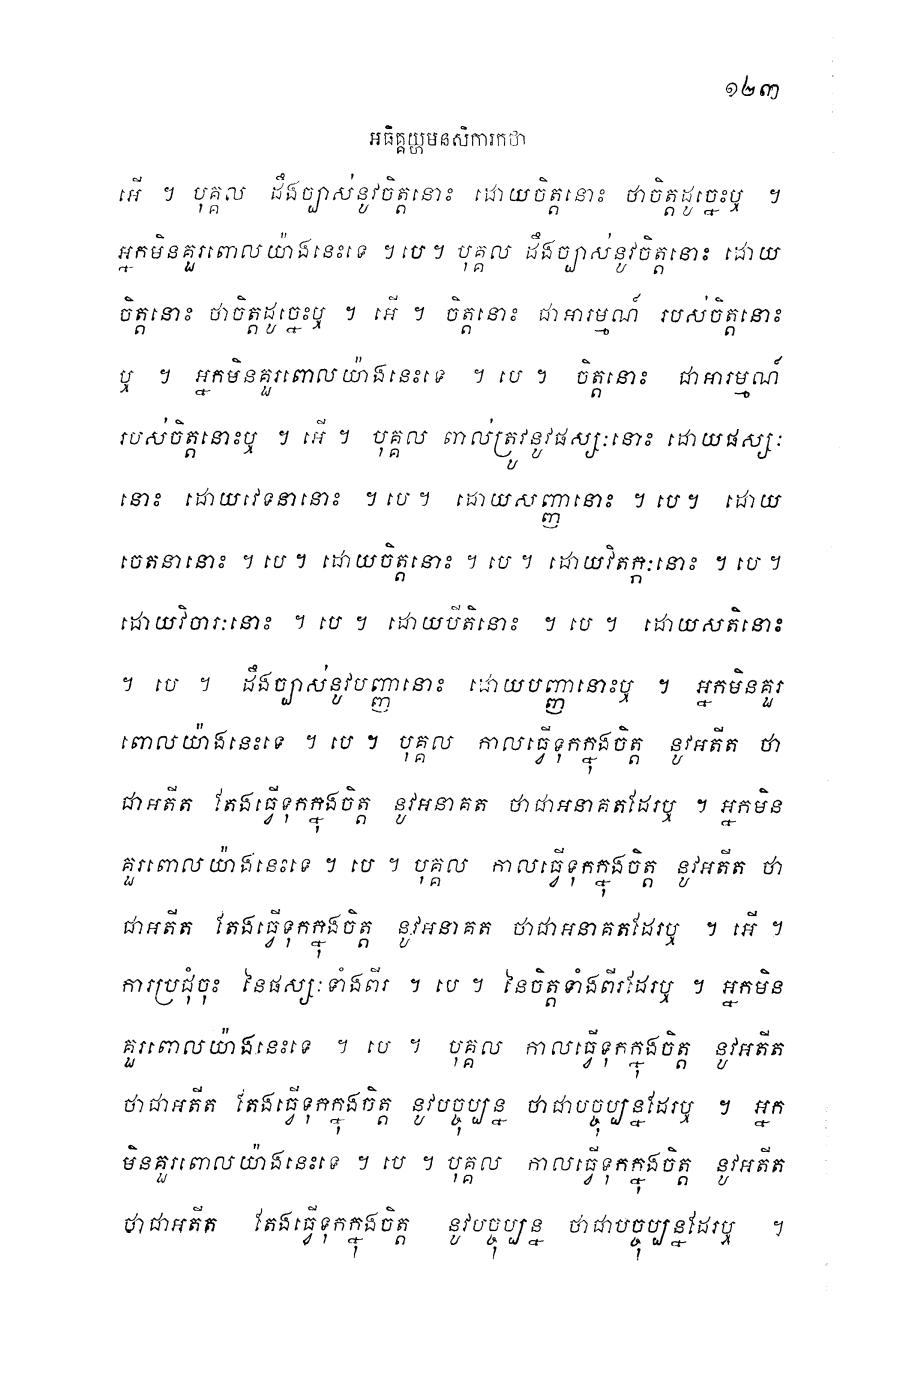 ១២៣
អធិគ្គយ្ហមនសិការកថា
អើ ។ បុគ្គល ដឹងច្បាស់នូវចិត្តនោះ ដោយចិត្តនោះ ថាចិត្តដូច្នេះឬ ។
អ្នកមិនគួរពោលយ៉ាងនេះទេ ។ បេ ។ បុគ្គល ដឹងច្បាស់នូវចិត្តនោះ ដោយ
ចិត្តនោះ ថាចិត្តដូច្នេះឬ ។ អើ ។ ចិត្តនោះ ជាអារម្មណ៍ របស់ចិត្តនោះ
ឬ ។ អ្នកមិនគួរពោលយ៉ាងនេះទេ ។ បេ ។ ចិត្តនោះ ជាអារម្មណ៍
របស់ចិត្តនោះឬ ។ អើ ។ បុគ្គល ពាល់ត្រូវនូវផស្សៈនោះ ដោយផស្សៈ
នោះ ដោយវេទនានោះ ។ បេ ។ ដោយសញ្ញានោះ ។ បេ ។ ដោយ
ចេតនានោះ ។ បេ ។ ដោយចិត្តនោះ ។ បេ ។ ដោយវិតក្កៈនោះ ។ បេ ។
ដោយវិចារៈនោះ ។ បេ ។ ដោយបីតិនោះ ។ បេ ។ ដោយសតិនោះ
។ បេ ។ ដឹងច្បាស់នូវបញ្ញានោះ ដោយបញ្ញានោះឬ ។ អ្នកមិនគួរ
ពោលយ៉ាងនេះទេ ។ បេ ។ បុគ្គល កាលធ្វើទុកក្នុងចិត្ត នូវអតីត ថា
ជាអតីត តែងធ្វើទុកក្នុងចិត្ត នូវអនាគត ថាជាអនាគតដែរឬ ។ អ្នកមិន
គួរពោលយ៉ាងនេះទេ ។ បេ ។ បុគ្គល កាលធ្វើទុកក្នុងចិត្ត នូវអតីត ថា
ជាអតីត តែងធ្វើទុកក្នុងចិត្ត នូវអនាគត ថាជាអនាគតដែរឬ ។ អើ ។
ការប្រជុំចុះ នៃផស្សៈទាំងពីរ ។ បេ ។ នៃចិត្តទាំងពីរដែរឬ ។ អ្នកមិន
គួរពោលយ៉ាងនេះទេ ។ បេ ។ បុគ្គល កាលធ្វើទុកក្នុងចិត្ត នូវអតីត
ថាជាអតីត តែងធ្វើទុកក្នុងចិត្ត នូវបច្ចុប្បន្ន ថាជាបច្ចុប្បន្នដែរឬ ។ អ្នក
មិនគួរពោលយ៉ាងនេះទេ ។ បេ ។ បុគ្គល កាលធ្វើទុកក្នុងចិត្ត នូវអតីត
ថាជាអតីត តែងធ្វើទុកក្នុងចិត្ត នូវបច្ចុប្បន្ន ថាជាបច្ចុប្បន្នដែរឬ ។